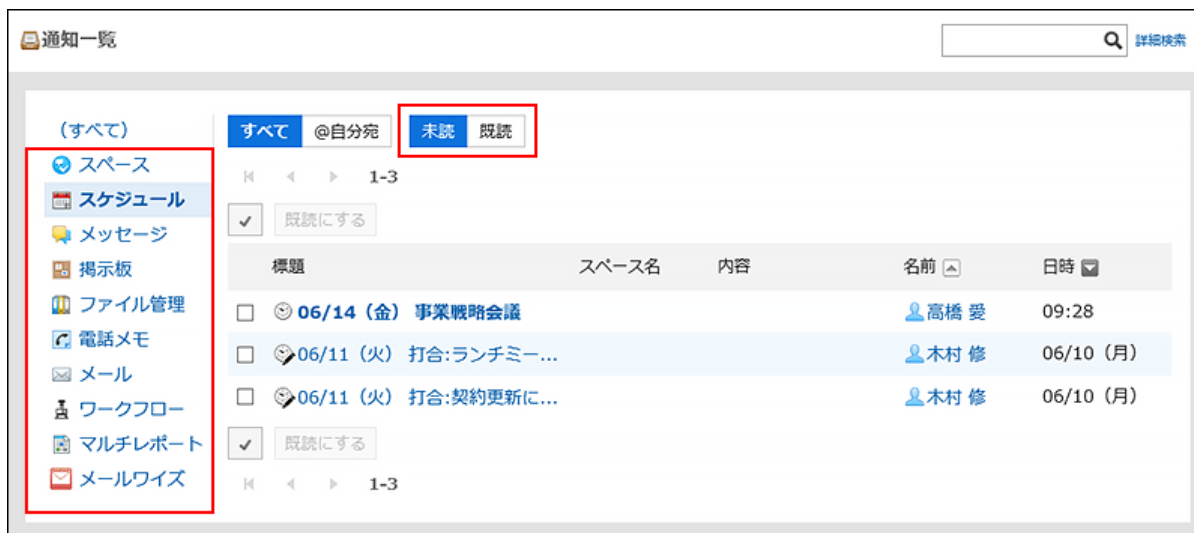 通知一覧
詳細検索
(すべて)
スペース
スケジュール
メッセージ
掲示板
ファイル管理
電話メモ
メール
ワークフロー
マルチレポート
メールワイズ
すべて @自分宛 未読 既読
1-3
既読にする
標題 スペース名 内容 名前 日時
06/14（金） 事業戦略会議 高橋 愛 09:28
06/11（火） 打合:ランチミー... 木村 修 06/10（月）
06/11（火） 打合:契約更新に... 木村 修 06/10（月）
既読にする
1-3